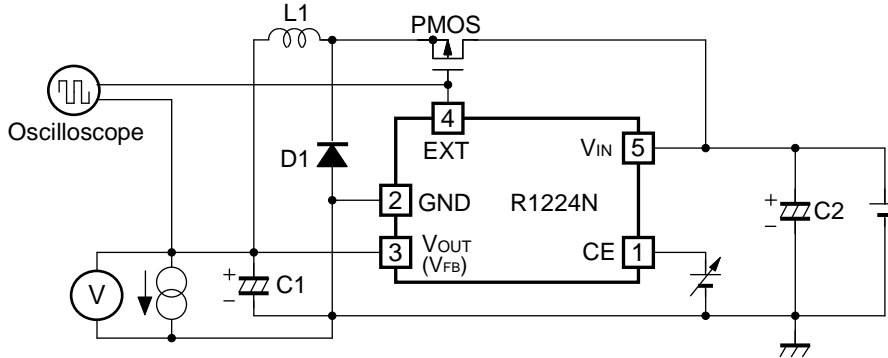 L1
PMOS
Oscilloscope
4
EXT
D1
VIN
5
2
GND
R1224N
C2
+
−
3
VOUT
(VFB)
CE
1
V
+
−
C1